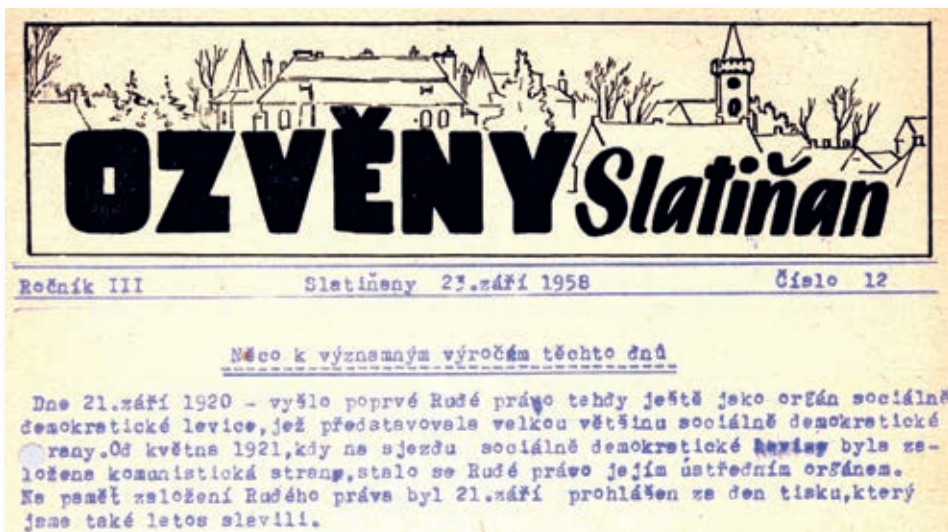 OZVĚNY Slatiňan
Ročník III Slatiňany 23.září 1958 Číslo 12
Něco k významným výročím těchto dnů
Dne 21.září 1920 - vyšlo poprvé Rudé právo tehdy ještě jako orgán sociálně
demokratické levice,jež představovala velkou většinu sociálně demokratické
rany.Od května 1921,kdy na sjezdu sociálně demokratické byla za-
ložena komunistická strana,stalo se Rudé právo jejím ústředním orgánem.
Na paměť založení Rudého práva byl 21.září prohlášen za den tisku,který
jsme také letos slavili.